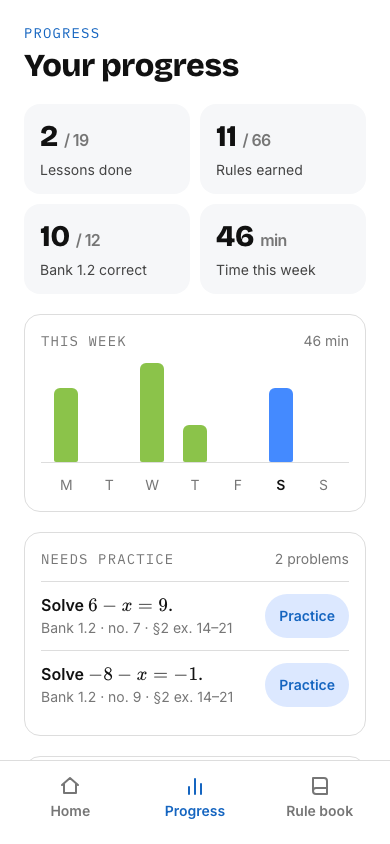 PROGRESS
Your progress
2 / 19
Lessons done
11 / 66
Rules earned
10 / 12
Bank 1.2 correct
46 min
Time this week
THIS WEEK 46 min
M T W T F S S
NEEDS PRACTICE 2 problems
Solve 6 − x = 9.
Bank 1.2 · no. 7 · §2 ex. 14–21
Practice
Solve −8 − x = −1.
Bank 1.2 · no. 9 · §2 ex. 14–21
Practice
Home Progress Rule book